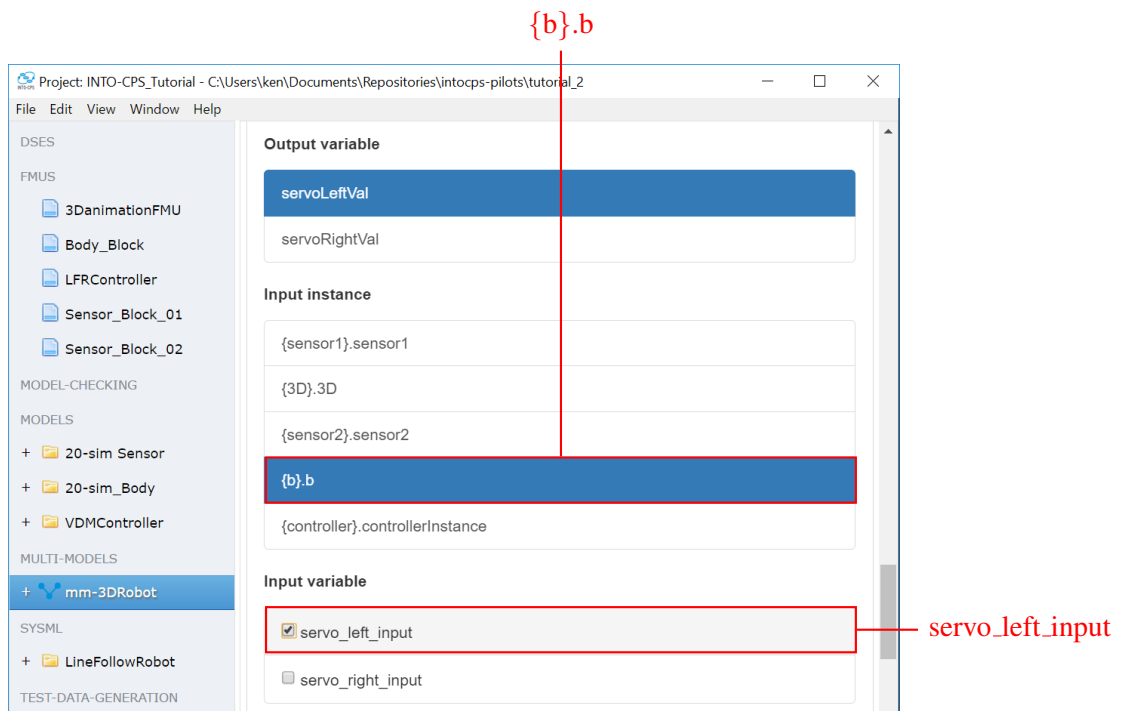 {b}.b
Project: INTO-CPS_Tutorial - C:\Users\ken\Documents\Repositories\intocps-pilots\tutorial_2
File Edit View Window Help
DSES
FMUS
3DanimationFMU
Body_Block
LFRController
Sensor_Block_01
Sensor_Block_02
MODEL-CHECKING
MODELS
+ 20-sim Sensor
+ 20-sim_Body
+ VDMController
MULTI-MODELS
+ mm-3DRobot
SYSML
+ LineFollowRobot
TEST-DATA-GENERATION
Output variable
servoLeftVal
servoRightVal
Input instance
{sensor1}.sensor1
{3D}.3D
{sensor2}.sensor2
{b}.b
{controller}.controllerInstance
Input variable
servo_left_input
servo_right_input
servo_left_input